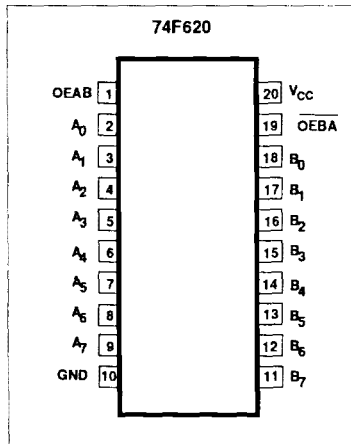 74F620
OEAB 1 20 VCC
A0 2 19 OEBA
A1 3 18 B0
A2 4 17 B1
A3 5 16 B2
A4 6 15 B3
A5 7 14 B4
A6 8 13 B5
A7 9 12 B6
GND 10 11 B7